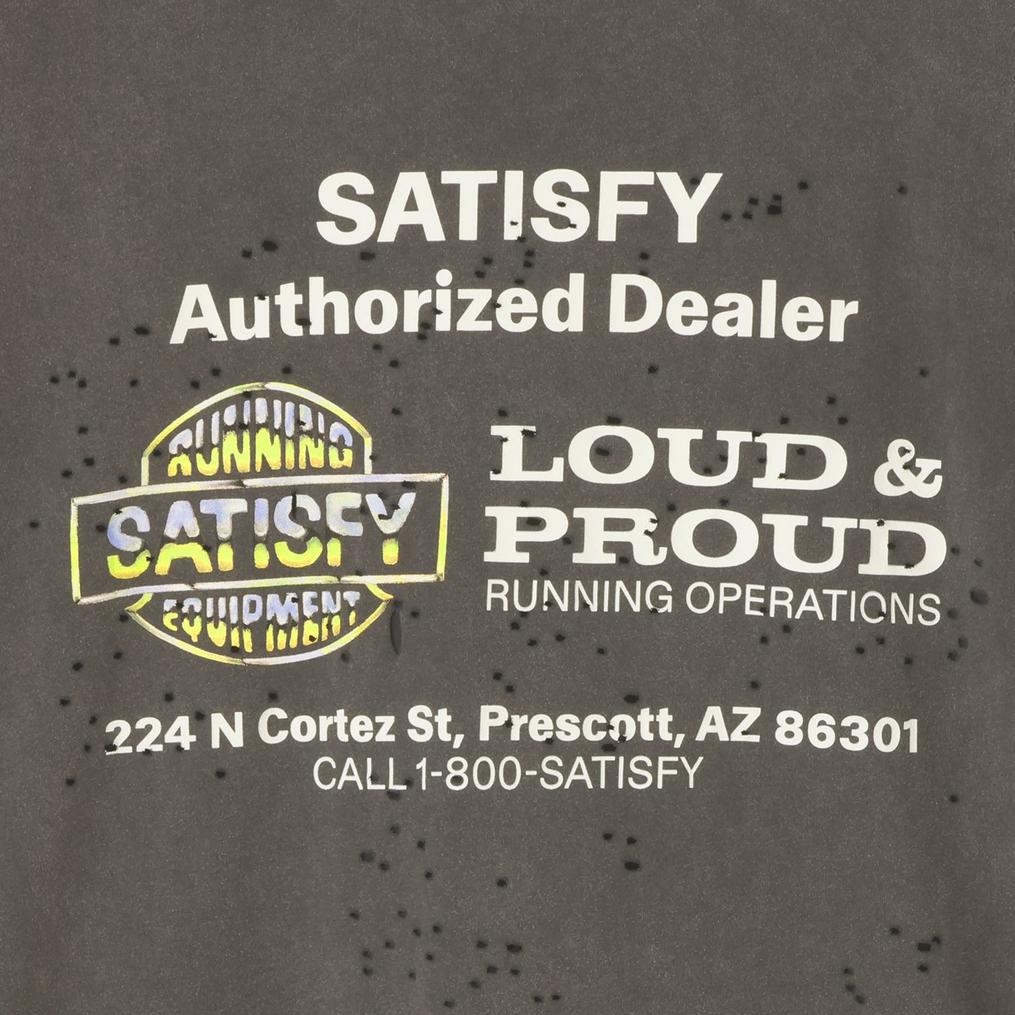 SATISFY
Authorized Dealer
RUNNING
SATISFY
EQUIPMENT
LOUD &
PROUD
RUNNING OPERATIONS
224 N Cortez St, Prescott, AZ 86301
CALL 1-800-SATISFY